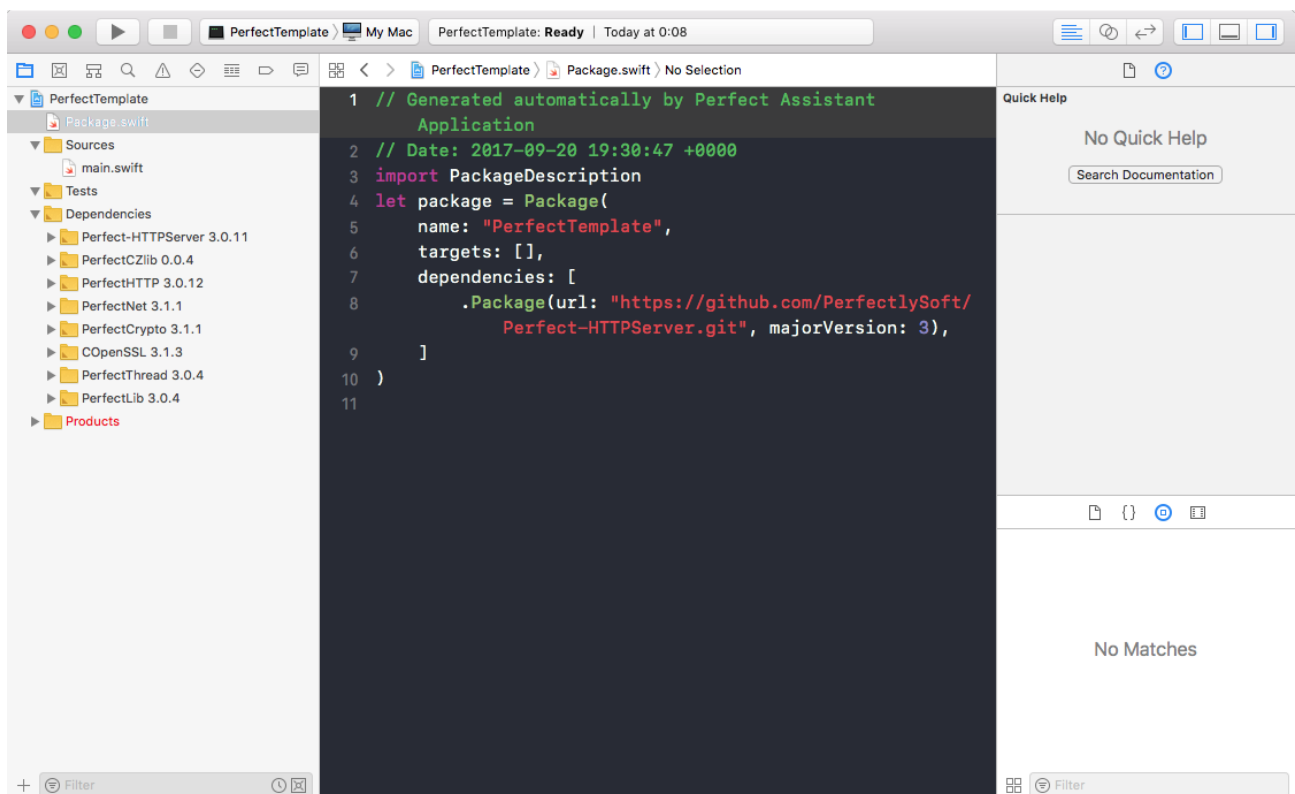 PerfectTemplate My Mac PerfectTemplate: Ready | Today at 0:08
PerfectTemplate Package.swift No Selection
PerfectTemplate
Package.swift
Sources
main.swift
Tests
Dependencies
Perfect-HTTPServer 3.0.11
PerfectCZlib 0.0.4
PerfectHTTP 3.0.12
PerfectNet 3.1.1
PerfectCrypto 3.1.1
COpenSSL 3.1.3
PerfectThread 3.0.4
PerfectLib 3.0.4
Products
Filter
1 // Generated automatically by Perfect Assistant
Application
2 // Date: 2017-09-20 19:30:47 +0000
3 import PackageDescription
4 let package = Package(
5 name: "PerfectTemplate",
6 targets: [],
7 dependencies: [
8 .Package(url: "https://github.com/PerfectlySoft/
Perfect-HTTPServer.git", majorVersion: 3),
9 ]
10 )
11
Quick Help
No Quick Help
Search Documentation
{}
No Matches
Filter